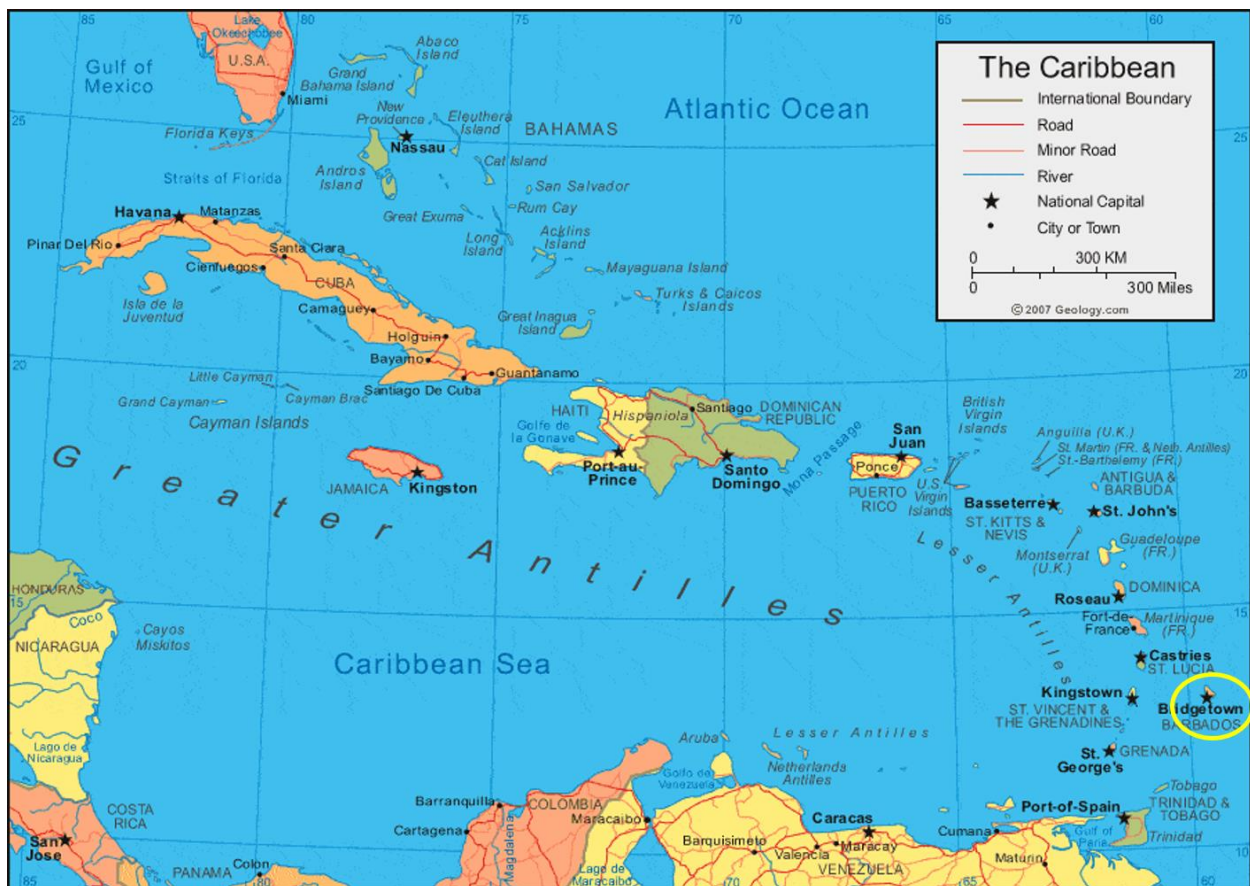 85
80
75
70
65
60
Lake
Okeechobee
U.S.A.
Gulf of
Mexico
Miami
Abaco
Island
Grand
Bahama Island
New
Providence
Eleuthera
Island
Nassau
BAHAMAS
Atlantic Ocean
25
25
Florida Keys
Straits of Florida
Andros
Island
Cat Island
San Salvador
Great Exuma
Rum Cay
Long
Island
Acklins
Island
Mayaguana Island
Turks & Caicos
Islands
Great Inagua
Island
The Caribbean
International Boundary
Road
Minor Road
River
National Capital
City or Town
0
300 KM
0
300 Miles
© 2007 Geology.com
Havana
Matanzas
Pinar Del Rio
Santa Clara
Cienfuegos
CUBA
Isla de la
Juventud
Camaguey
Holguin
Bayamo
Guantanamo
Santiago De Cuba
20
20
Little Cayman
Grand Cayman
Cayman Brac
Cayman Islands
HAITI
Hispaniola
Santiago
DOMINICAN
REPUBLIC
Golfe de
la Gonave
Port-au-
Prince
Santo
Domingo
Mona Passage
San
Juan
Ponce
PUERTO
RICO
British
Virgin
Islands
U.S.
Virgin
Islands
JAMAICA
Kingston
Greater Antilles
Anguilla (U.K.)
St. Martin (FR. & Neth. Antilles)
St.-Barthelemy (FR.)
ANTIGUA &
BARBUDA
Basseterre
St. John's
ST. KITTS &
NEVIS
Montserrat
(U.K.)
Guadeloupe
(FR.)
Lesser Antilles
DOMINICA
Roseau
Fort-de-
France
Martinique
(FR.)
Castries
ST. LUCIA
Kingstown
ST. VINCENT &
THE GRENADINES
Bridgetown
BARBADOS
St.
George's
GRENADA
HONDURAS
15
15
Coco
NICARAGUA
Cayos
Miskitos
Caribbean Sea
Lago de
Nicaragua
Aruba
Lesser Antilles
Netherlands
Antilles
Golfo de
Venezuela
Tobago
Port-of-Spain
TRINIDAD &
TOBAGO
Trinidad
Gulf of
Paria
COSTA
RICA
San
Jose
Barranquilla
COLOMBIA
Cartagena
Magdalena
Maracaibo
Lago de
Maracaibo
Barquisimeto
Caracas
Valencia
Maracay
VENEZUELA
Cumana
Maturin
Colon
PANAMA
10
85
80
75
70
65
60